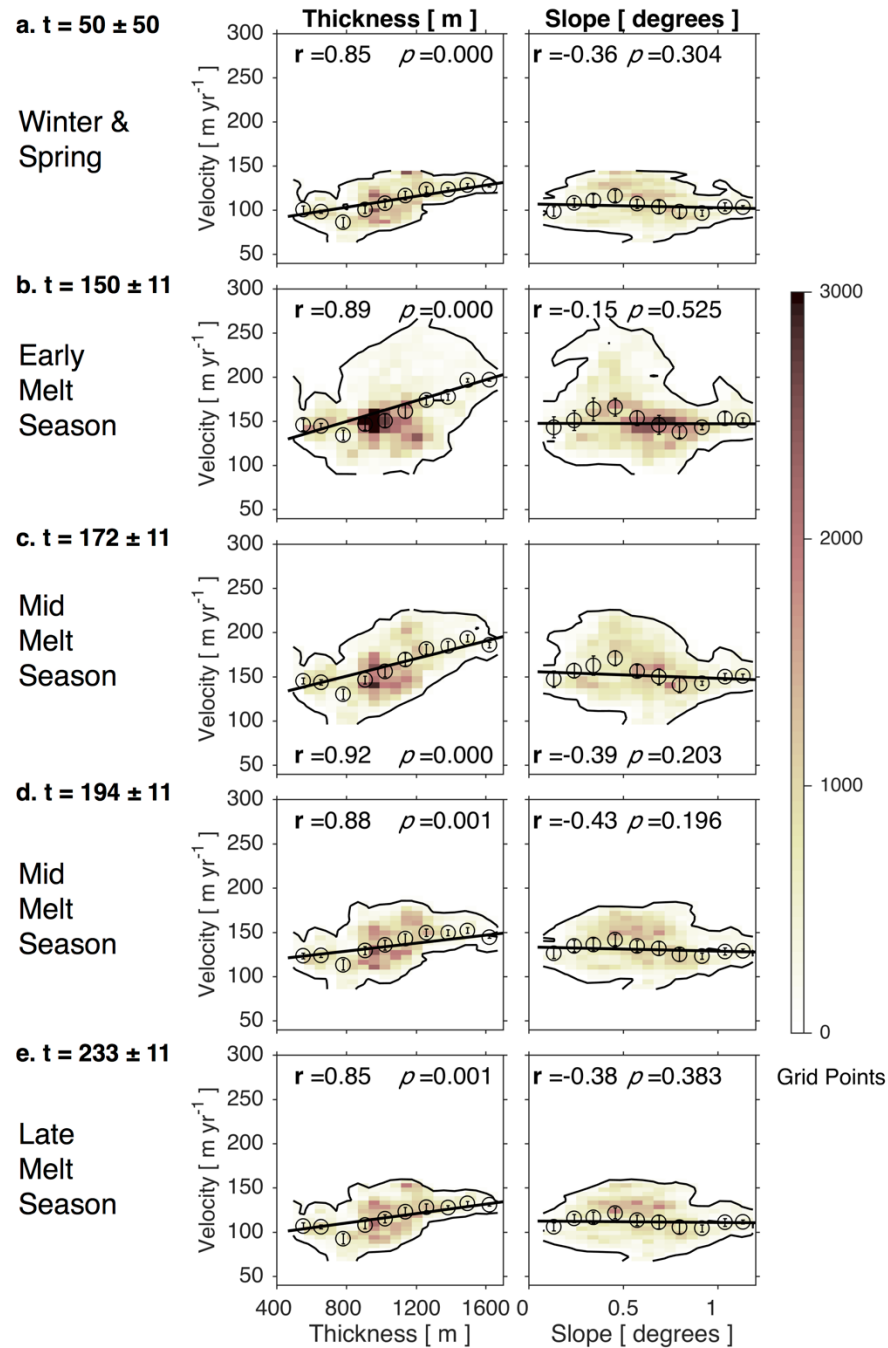 a. t = 50 ± 50
Thickness [ m ]
Slope [ degrees ]
Winter &
Spring
Velocity [ m yr-1 ]
300
250
200
150
100
50
r =0.85 p=0.000
r =-0.36 p=0.304
b. t = 150 ± 11
Early
Melt
Season
Velocity [ m yr-1 ]
300
250
200
150
100
50
r =0.89 p=0.000
r =-0.15 p=0.525
c. t = 172 ± 11
Mid
Melt
Season
Velocity [ m yr-1 ]
300
250
200
150
100
50
r =0.92 p=0.000
r =-0.39 p=0.203
d. t = 194 ± 11
Mid
Melt
Season
Velocity [ m yr-1 ]
300
250
200
150
100
50
r =0.88 p=0.001
r =-0.43 p=0.196
e. t = 233 ± 11
Late
Melt
Season
Velocity [ m yr-1 ]
300
250
200
150
100
50
r =0.85 p=0.001
r =-0.38 p=0.383
400 800 1200 1600
Thickness [ m ]
0 0.5 1
Slope [ degrees ]
3000
2000
1000
0
Grid Points